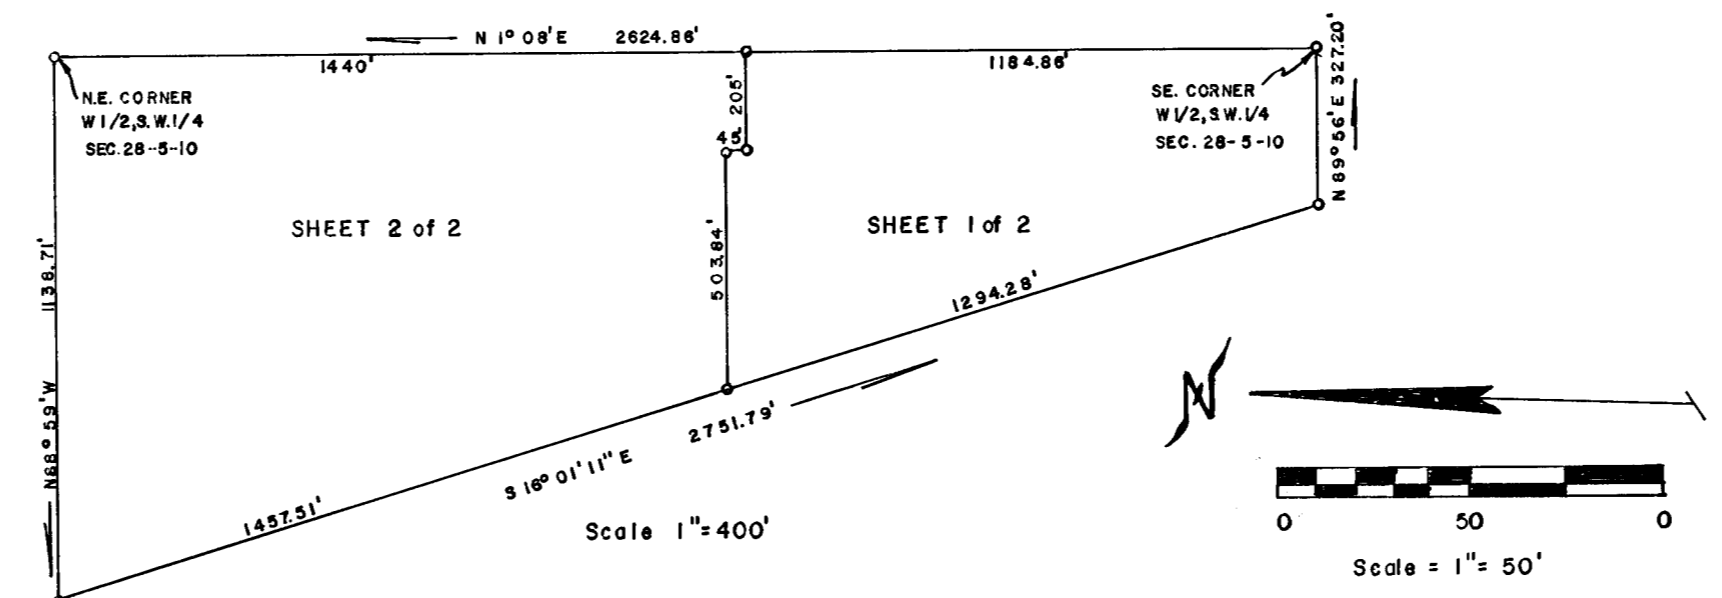 N 1° 08' E 2624.86'
1440'
1184.86'
N.E. CORNER
W 1/2, S.W. 1/4
SEC. 28-5-10
SE. CORNER
W 1/2, S.W. 1/4
SEC. 28-5-10
N 89° 56' E 327.20'
205'
45'
SHEET 2 of 2
SHEET 1 of 2
1138.71'
503.84'
1294.28'
N88° 59' W
2751.79'
S 16° 01' 11" E
1457.51'
Scale 1"=400'
N
0 50 0
Scale = 1"= 50'